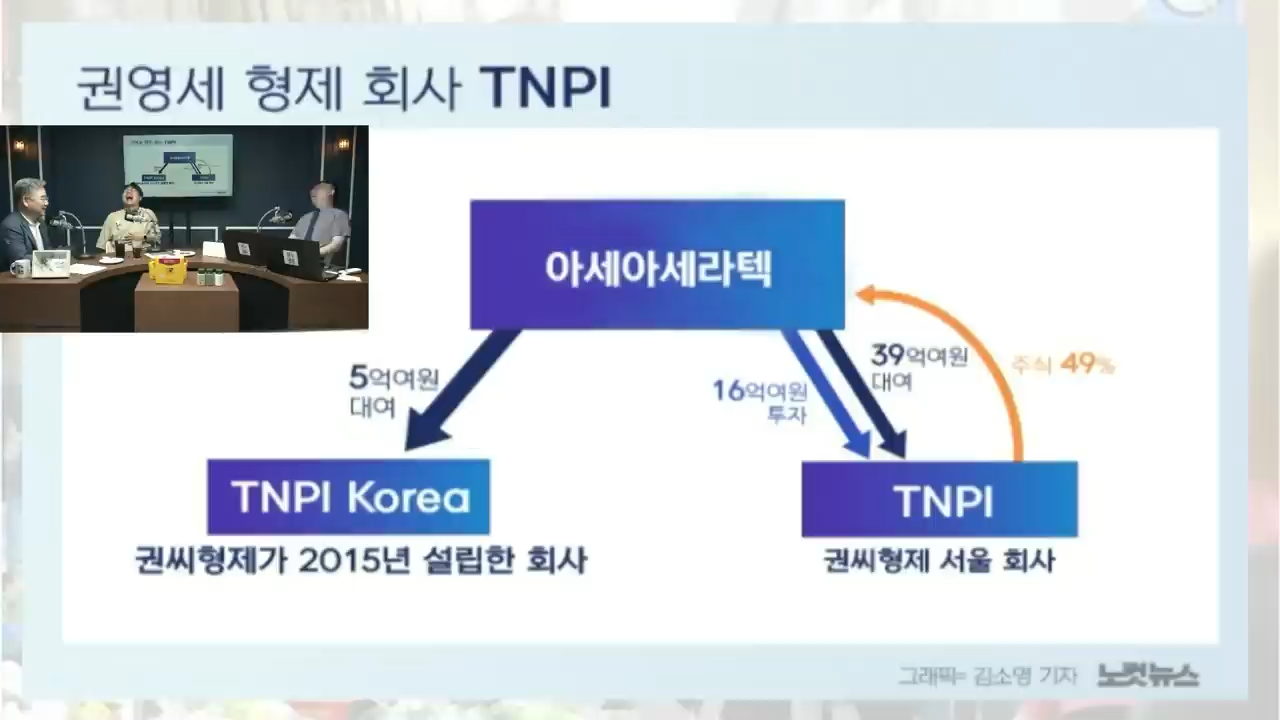 권영세 형제 회사 TNPI
아세아세라텍
5억여원
대여
16억여원
투자
39억여원
대여
주식 49%
TNPI Korea
권씨형제가 2015년 설립한 회사
TNPI
권씨형제 서울 회사
그래픽= 김소영 기자 노컷뉴스